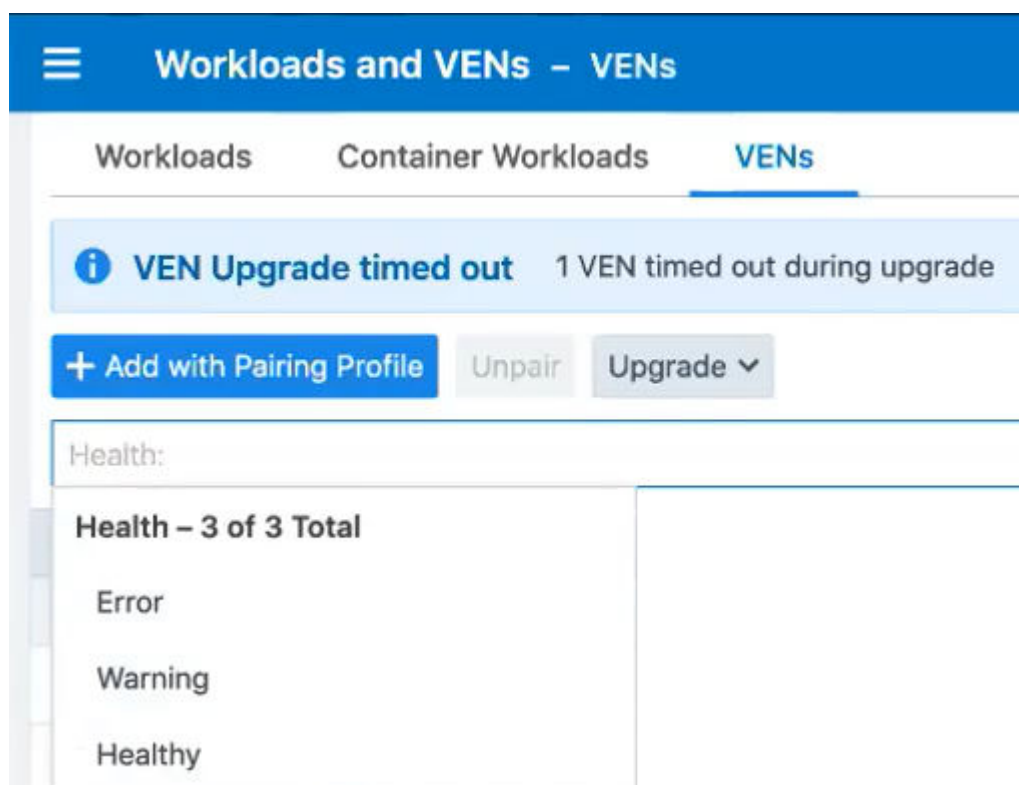 Workloads and VENs – VENs
Workloads Container Workloads VENs
VEN Upgrade timed out 1 VEN timed out during upgrade
+ Add with Pairing Profile Unpair Upgrade
Health:
Health – 3 of 3 Total
Error
Warning
Healthy